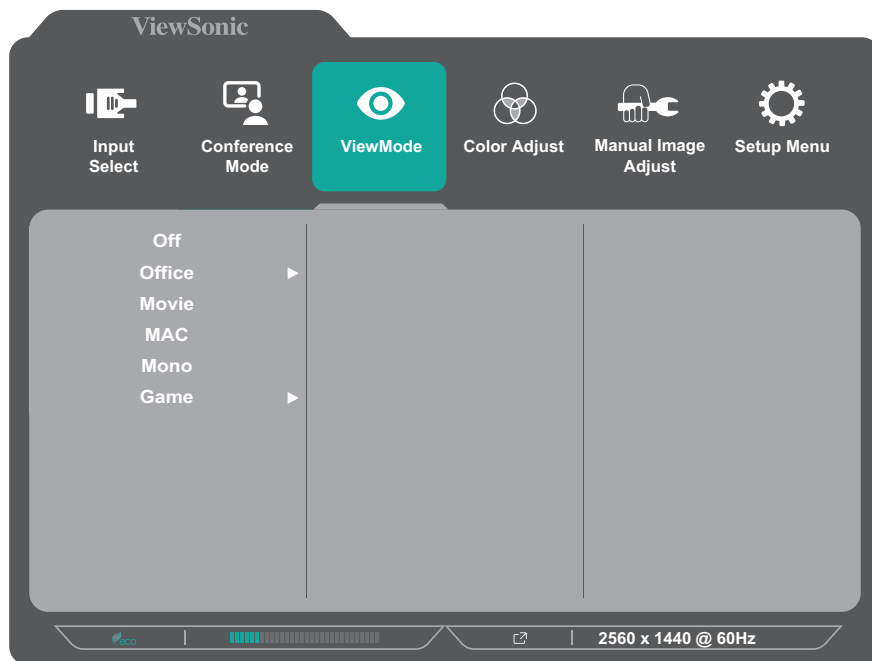 ViewSonic
Input
Select
Conference
Mode
ViewMode
Color Adjust
Manual Image
Adjust
Setup Menu
Off
Office
Movie
MAC
Mono
Game
eco
2560 x 1440 @ 60Hz